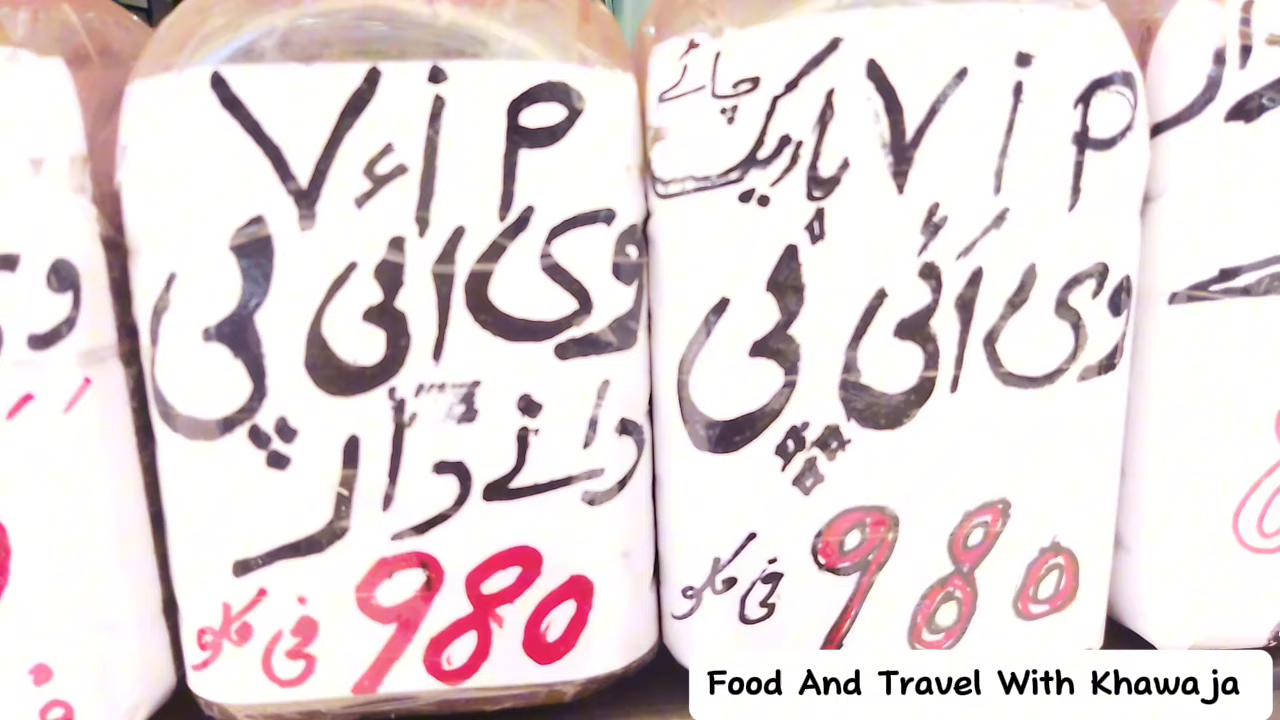 ViP
وی ائی پی
دانے دار
980 فی کلو
چائے
باریک ViP
وی ائی پی
980 فی کلو
Food And Travel With Khawaja